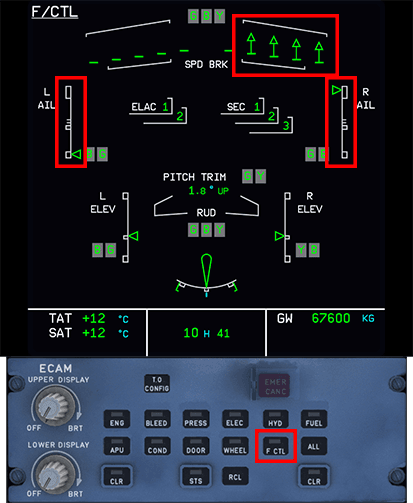 F/CTL
G B Y
SPD BRK
L
AIL
R
AIL
ELAC 1
2
SEC 1
2
3
B G
G B
PITCH TRIM G Y
1.8° UP
L
ELEV
R
ELEV
RUD
G B Y
B G
Y B
TAT +12 °C
SAT +12 °C
10 H 41
GW 67600 KG
ECAM
UPPER DISPLAY
OFF BRT
LOWER DISPLAY
OFF BRT
T.O
CONFIG
EMER
CANC
ENG BLEED PRESS ELEC HYD FUEL
APU COND DOOR WHEEL F CTL ALL
CLR STS RCL CLR